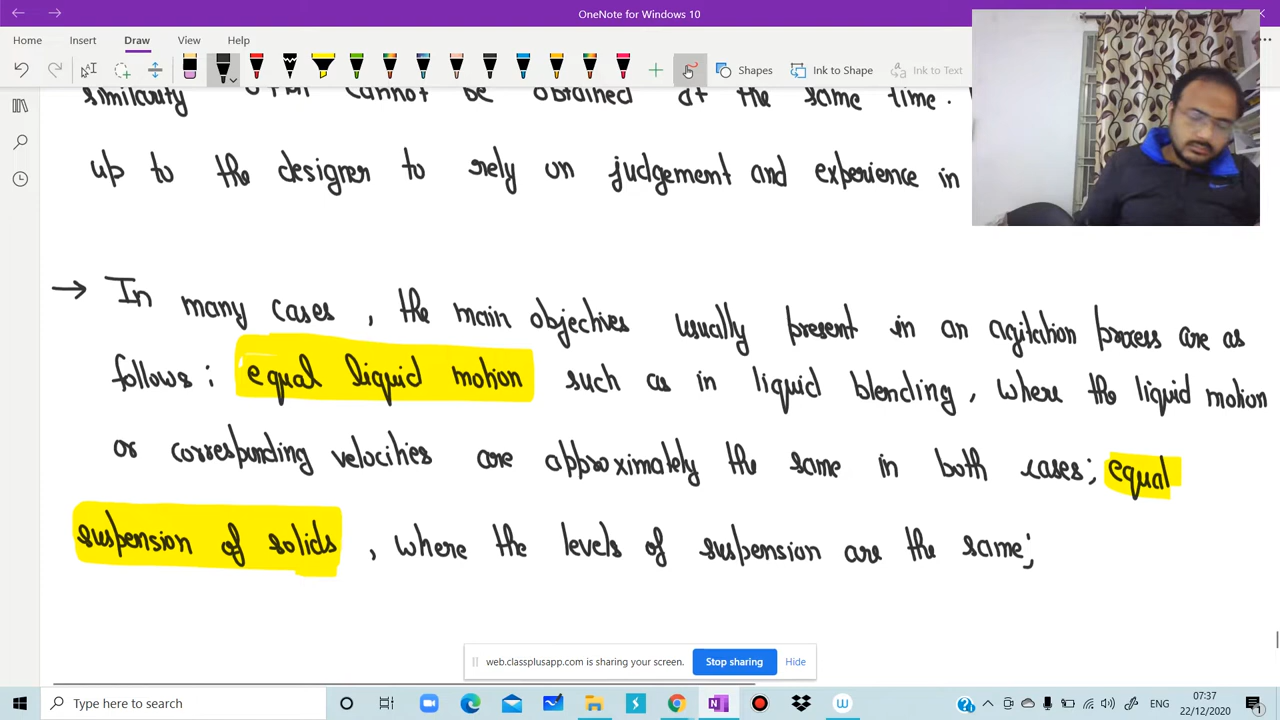 OneNote for Windows 10
Home Insert Draw View Help
Shapes Ink to Shape Ink to Text
similarity often cannot be obtained at the same time.
up to the designer to rely on judgement and experience in
→ In many cases, the main objectives usually present in an agitation process are as
follows: equal liquid motion such as in liquid blending, where the liquid motion
or corresponding velocities are approximately the same in both cases; equal
suspension of solids, where the levels of suspension are the same;
web.classplusapp.com is sharing your screen. Stop sharing Hide
Type here to search
ENG
07:37
22/12/2020